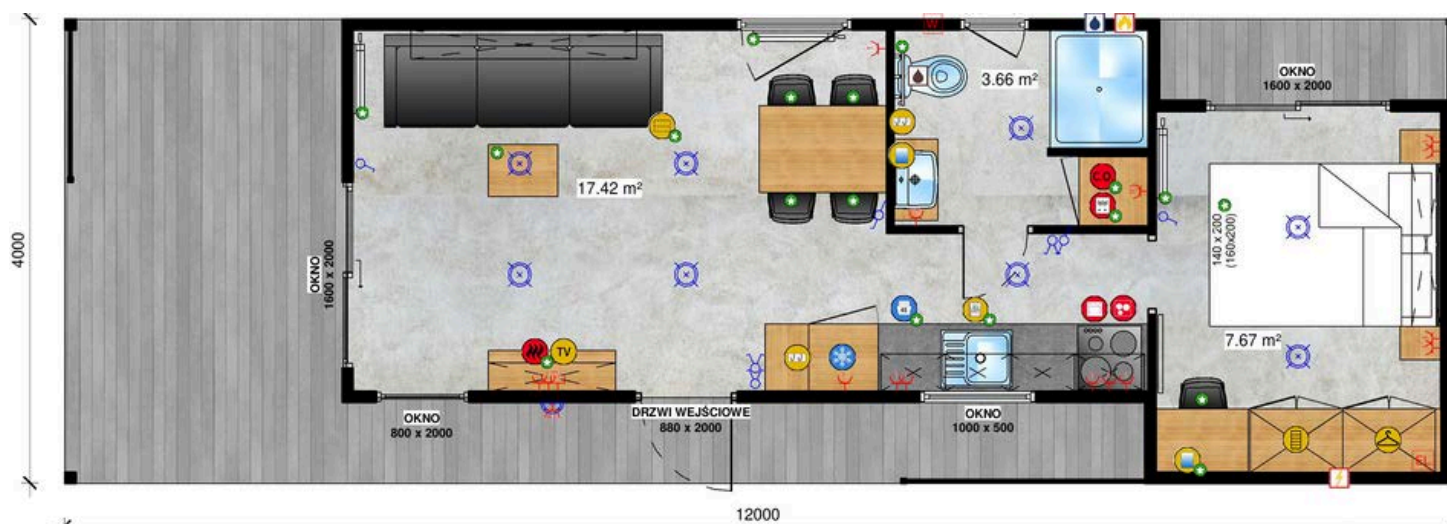 W
3.66 m²
OKNO
1600 x 2000
4000
17.42 m²
C.O.
OKNO
1600 x 2000
140 x 200
(160x200)
TV
7.67 m²
OKNO
800 x 2000
DRZWI WEJŚCIOWE
880 x 2000
OKNO
1000 x 500
EL
12000